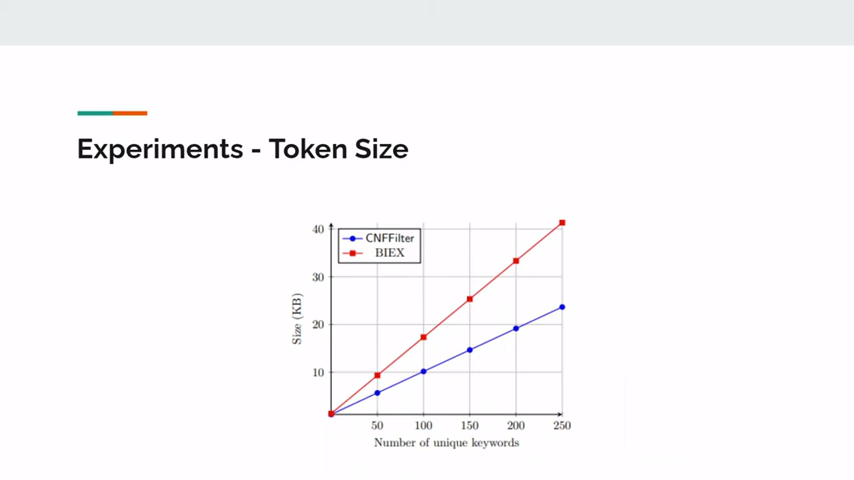 Experiments - Token Size
CNFFilter
BIEX
40
30
20
10
Size (KB)
50 100 150 200 250
Number of unique keywords